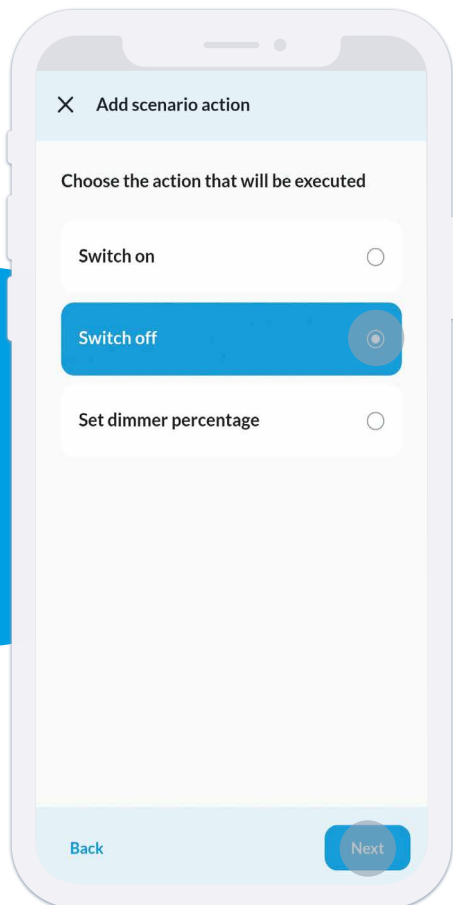 Add scenario action
Choose the action that will be executed
Switch on
Switch off
Set dimmer percentage
Back
Next